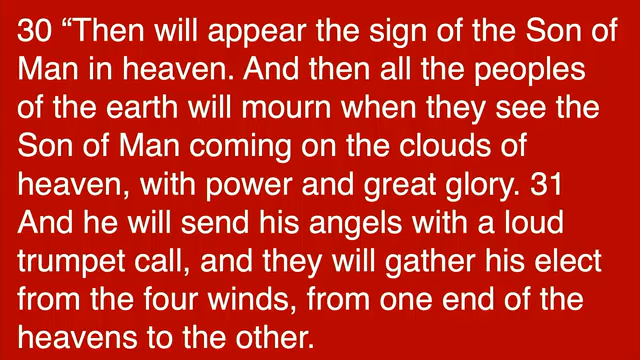 30 “Then will appear the sign of the Son of
Man in heaven. And then all the peoples
of the earth will mourn when they see the
Son of Man coming on the clouds of
heaven, with power and great glory. 31
And he will send his angels with a loud
trumpet call, and they will gather his elect
from the four winds, from one end of the
heavens to the other.